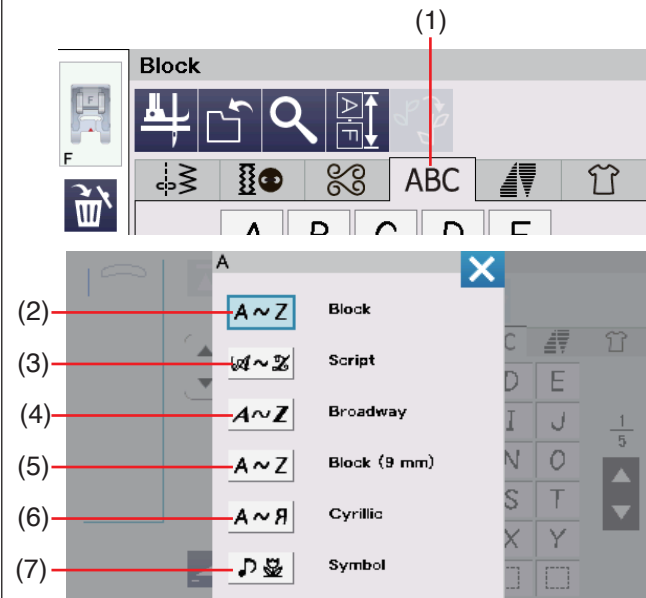 (1)
Block
F
F
A F
ABC
A B C D E
A
(2) A~Z Block
C
(3) A~Z Script
D E
(4) A~Z Broadway
I J
1
5
(5) A~Z Block (9 mm)
N O
(6) A~Я Cyrillic
S T
X Y
(7) Symbol